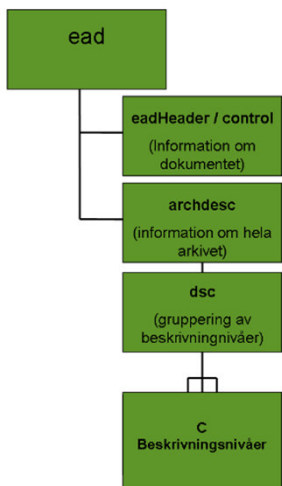 ead
eadHeader / control
(Information om
dokumentet)
archdesc
(information om hela
arkivet)
dsc
(gruppering av
beskrivningnivåer)
C
Beskrivningsnivåer